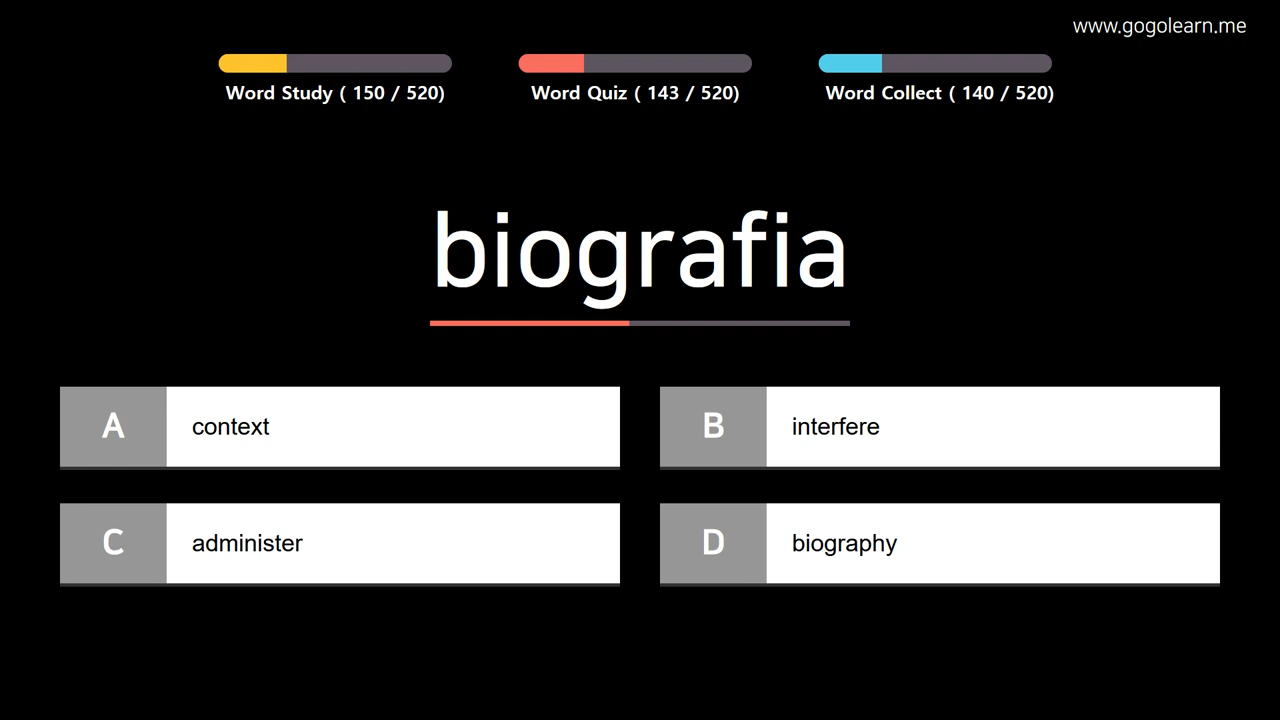 www.gogolearn.me
Word Study ( 150 / 520)
Word Quiz ( 143 / 520)
Word Collect ( 140 / 520)
biografia
A context
B interfere
C administer
D biography